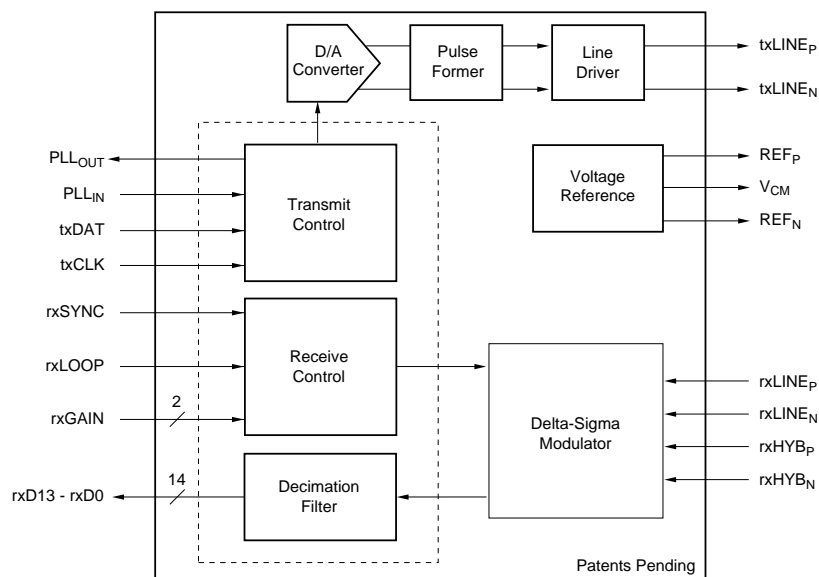 D/A
Converter
Pulse
Former
Line
Driver
txLINEP
txLINEN
PLLOUT
PLLIN
txDAT
txCLK
Transmit
Control
Voltage
Reference
REFP
VCM
REFN
rxSYNC
rxLOOP
rxGAIN
2
Receive
Control
Delta-Sigma
Modulator
rxLINEP
rxLINEN
rxHYBP
rxHYBN
rxD13 - rxD0
14
Decimation
Filter
Patents Pending